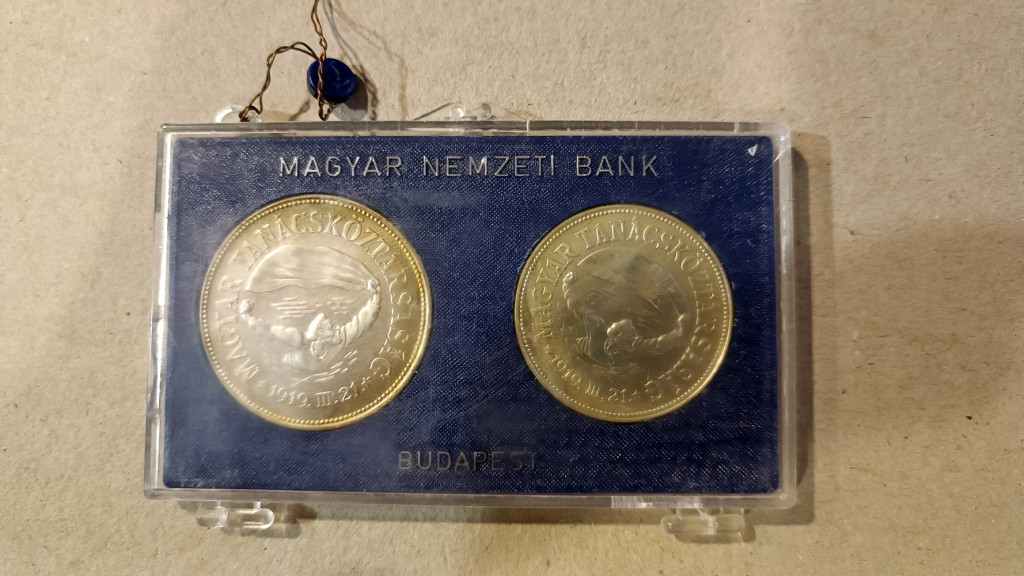 MAGYAR NEMZETI BANK
MAGYAR TANÁCSKÖZTÁRSASÁG
1919. III. 21.
MAGYAR TANÁCSKÖZTÁRSASÁG
1919. III. 21.
BUDAPEST